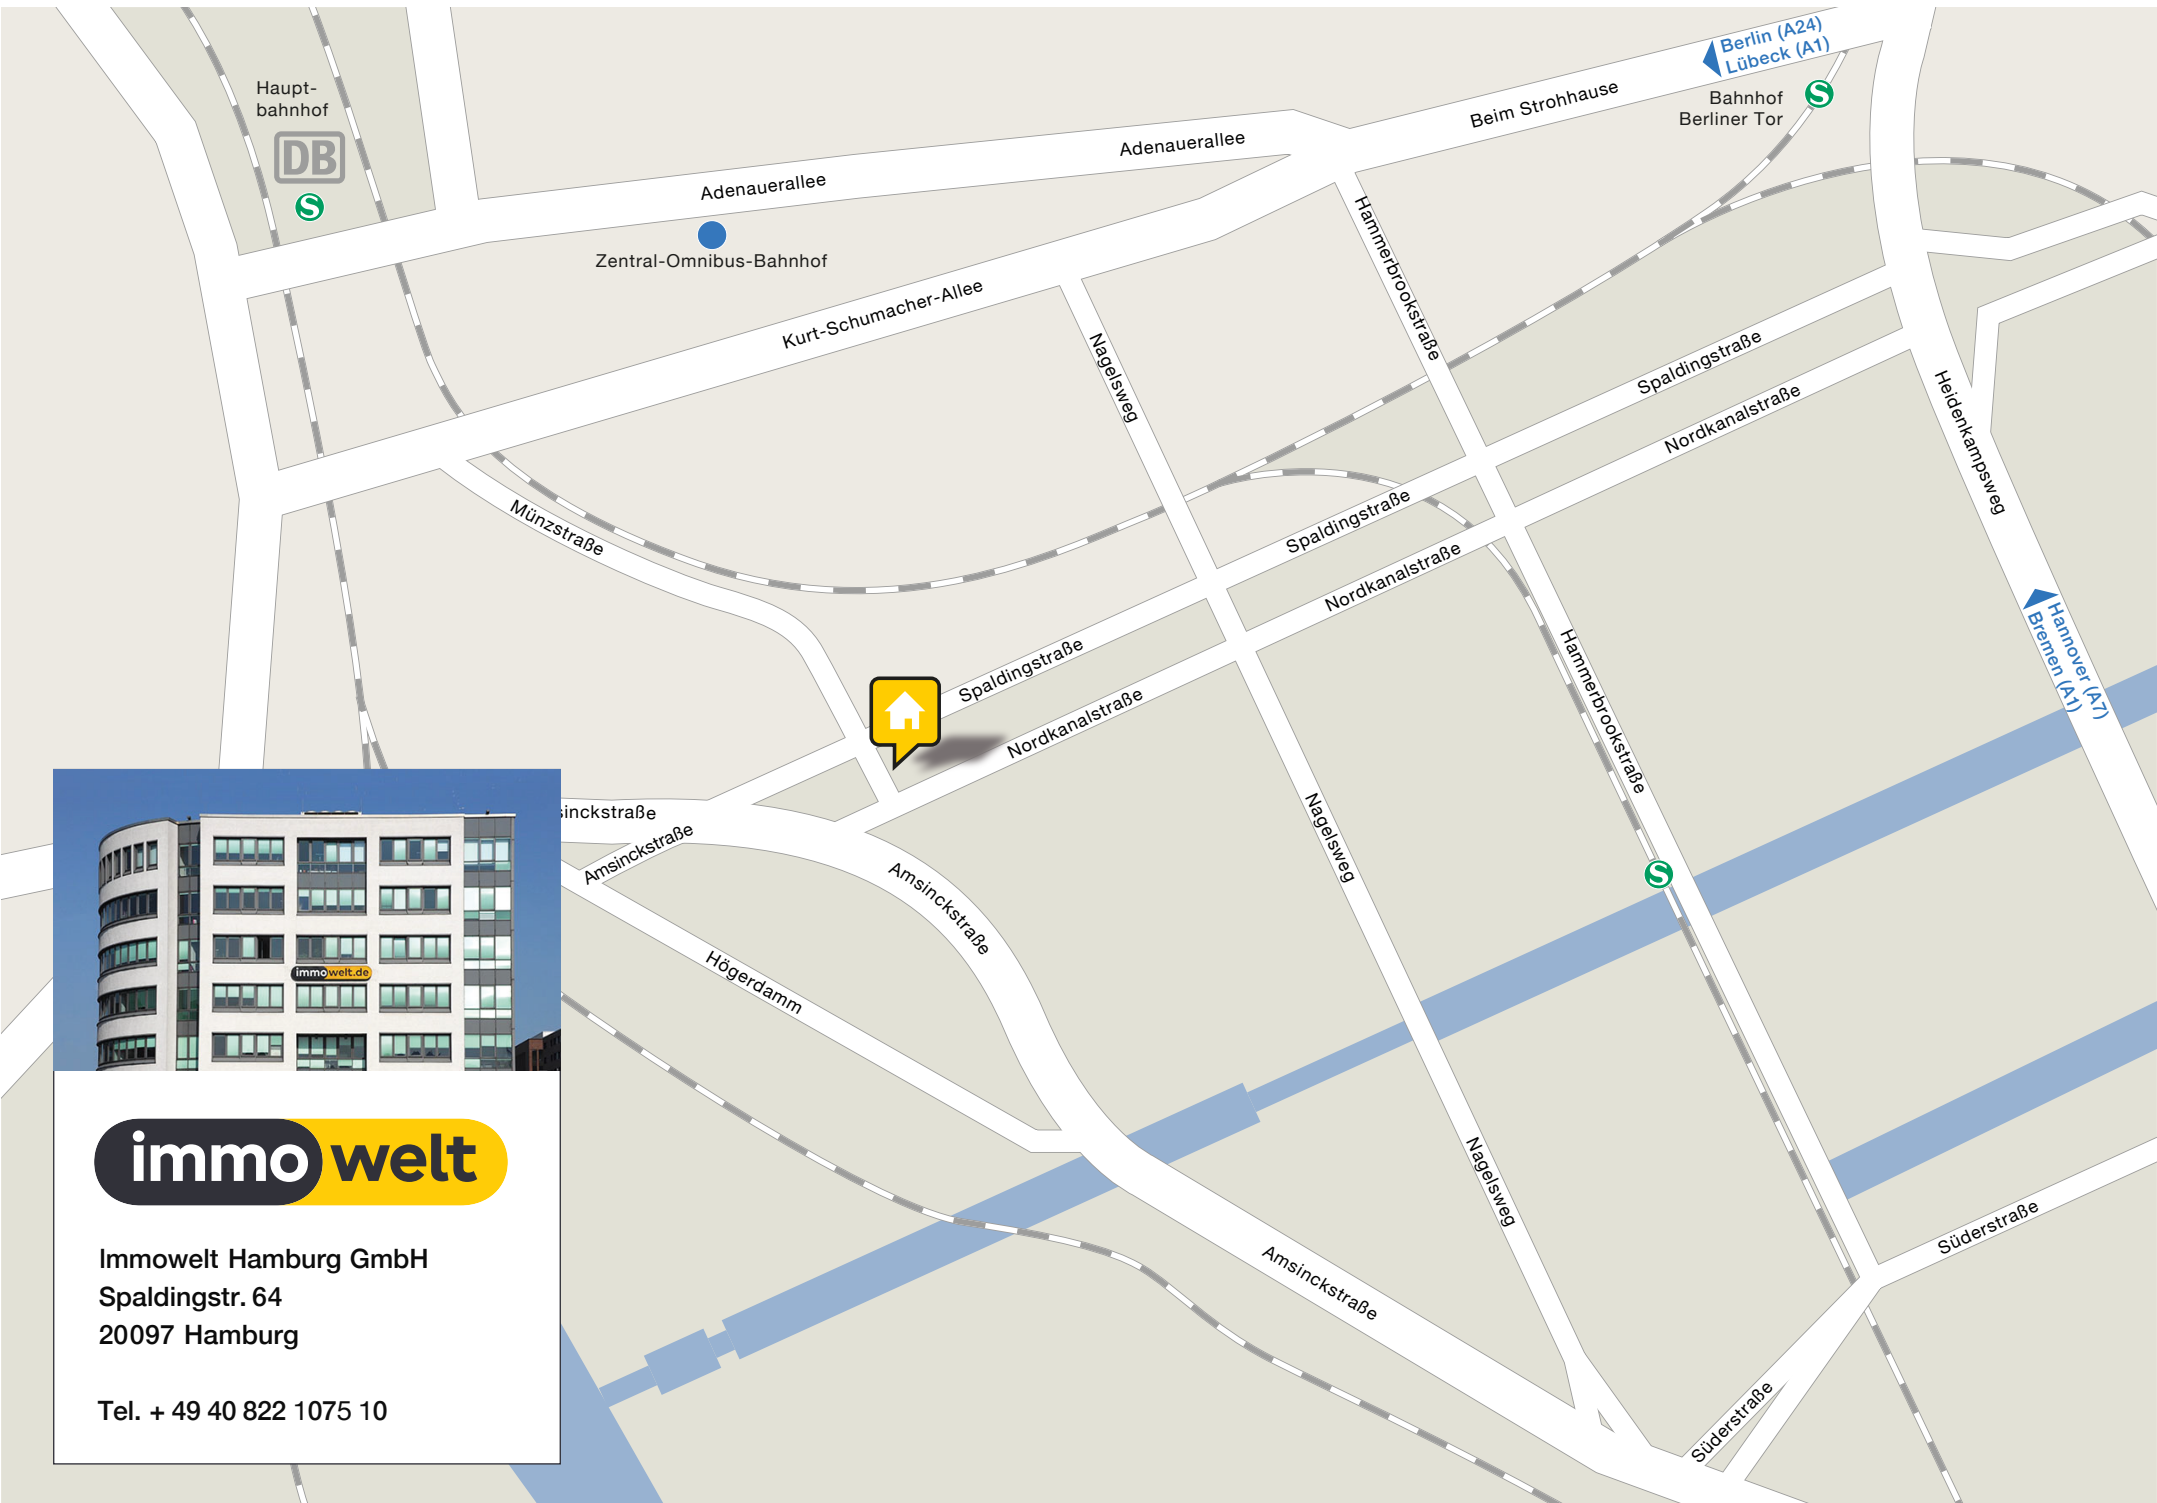 Haupt-
bahnhof
DB
S
Berlin (A24)
Lübeck (A1)
Bahnhof
Berliner Tor
S
Beim Strohhause
Adenauerallee
Adenauerallee
Zentral-Omnibus-Bahnhof
Kurt-Schumacher-Allee
Hammerbrookstraße
Nagelsweg
Spaldingstraße
Nordkanalstraße
Heidenkampsweg
Münzstraße
Spaldingstraße
Nordkanalstraße
Hannover (A7)
Bremen (A1)
Spaldingstraße
Nordkanalstraße
Hammerbrookstraße
sinckstraße
Amsinckstraße
Amsinckstraße
Nagelsweg
S
Högerdamm
Nagelsweg
Süderstraße
Amsinckstraße
Süderstraße
immowelt.de
immowelt
Immowelt Hamburg GmbH
Spaldingstr. 64
20097 Hamburg
Tel. + 49 40 822 1075 10